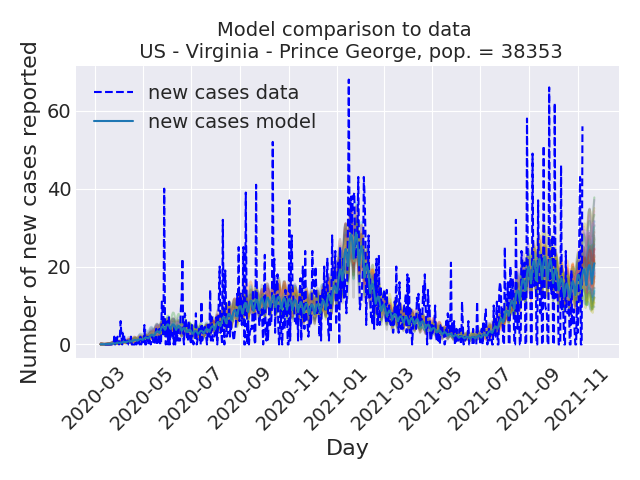 Model comparison to data
US - Virginia - Prince George, pop. = 38353
Number of new cases reported
new cases data
new cases model
60
40
20
0
2020-03
2020-05
2020-07
2020-09
2020-11
2021-01
2021-03
2021-05
2021-07
2021-09
2021-11
Day